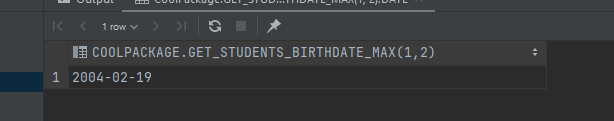 Output
Coolpackage.GET_STUD...THDATE_MAX(1, 2):DATE
1 row
COOLPACKAGE.GET_STUDENTS_BIRTHDATE_MAX(1,2)
1 2004-02-19